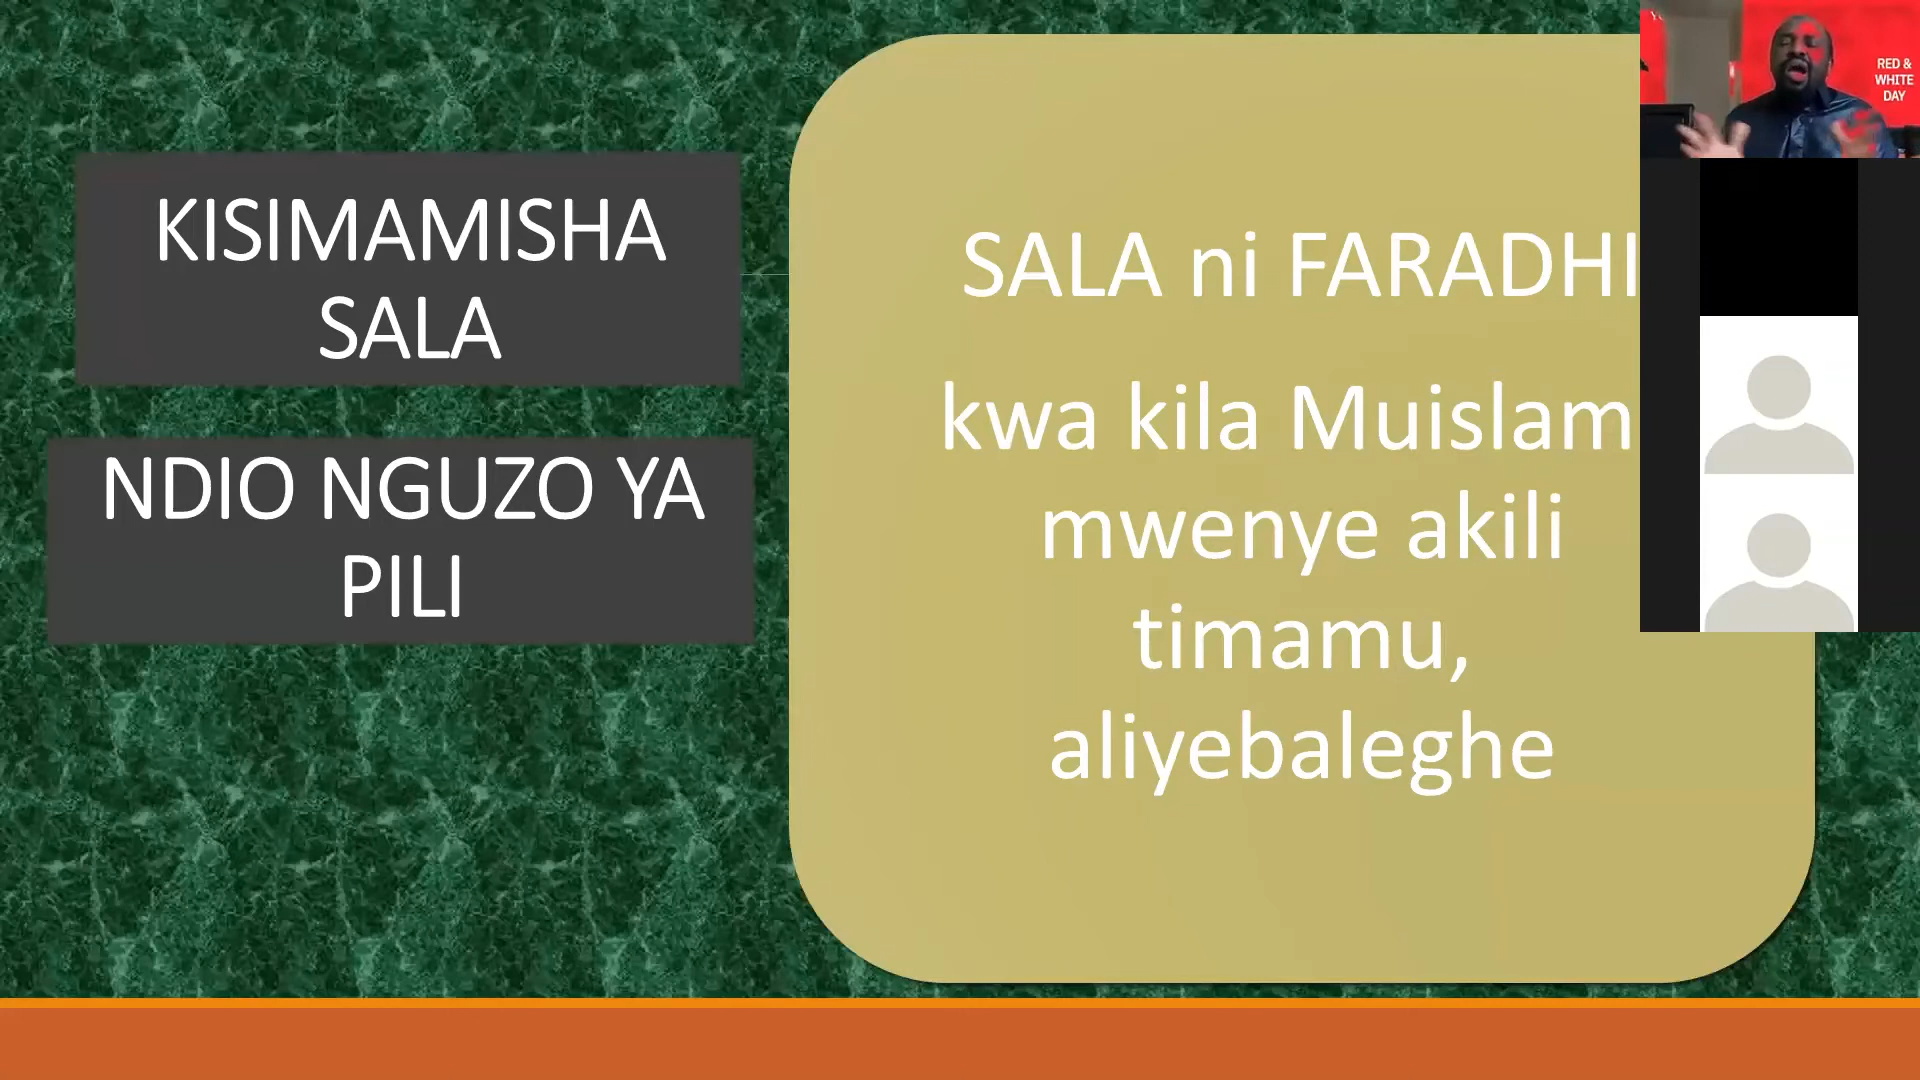 KISIMAMISHA
SALA
NDIO NGUZO YA
PILI
SALA ni FARADHI
kwa kila Muislam
mwenye akili
timamu,
aliyebaleghe
RED &
WHITE
DAY